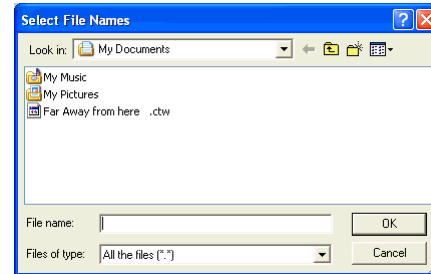 Select File Names
Look in: My Documents
My Music
My Pictures
Far Away from here .ctw
File name: OK
Files of type: All the files (*.*) Cancel